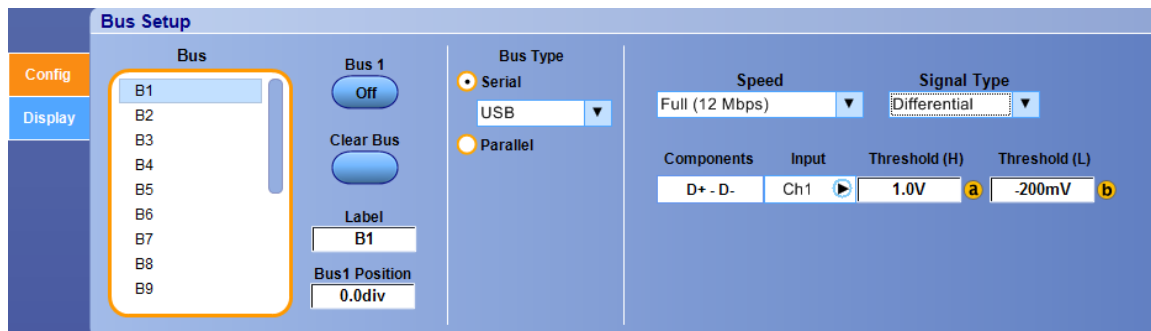 Bus Setup
Config
Display
Bus
B1
B2
B3
B4
B5
B6
B7
B8
B9
Bus 1
Off
Clear Bus
Label
B1
Bus1 Position
0.0div
Bus Type
Serial
USB
Parallel
Speed
Full (12 Mbps)
Signal Type
Differential
Components Input Threshold (H) Threshold (L)
D+ - D- Ch1 1.0V a -200mV b